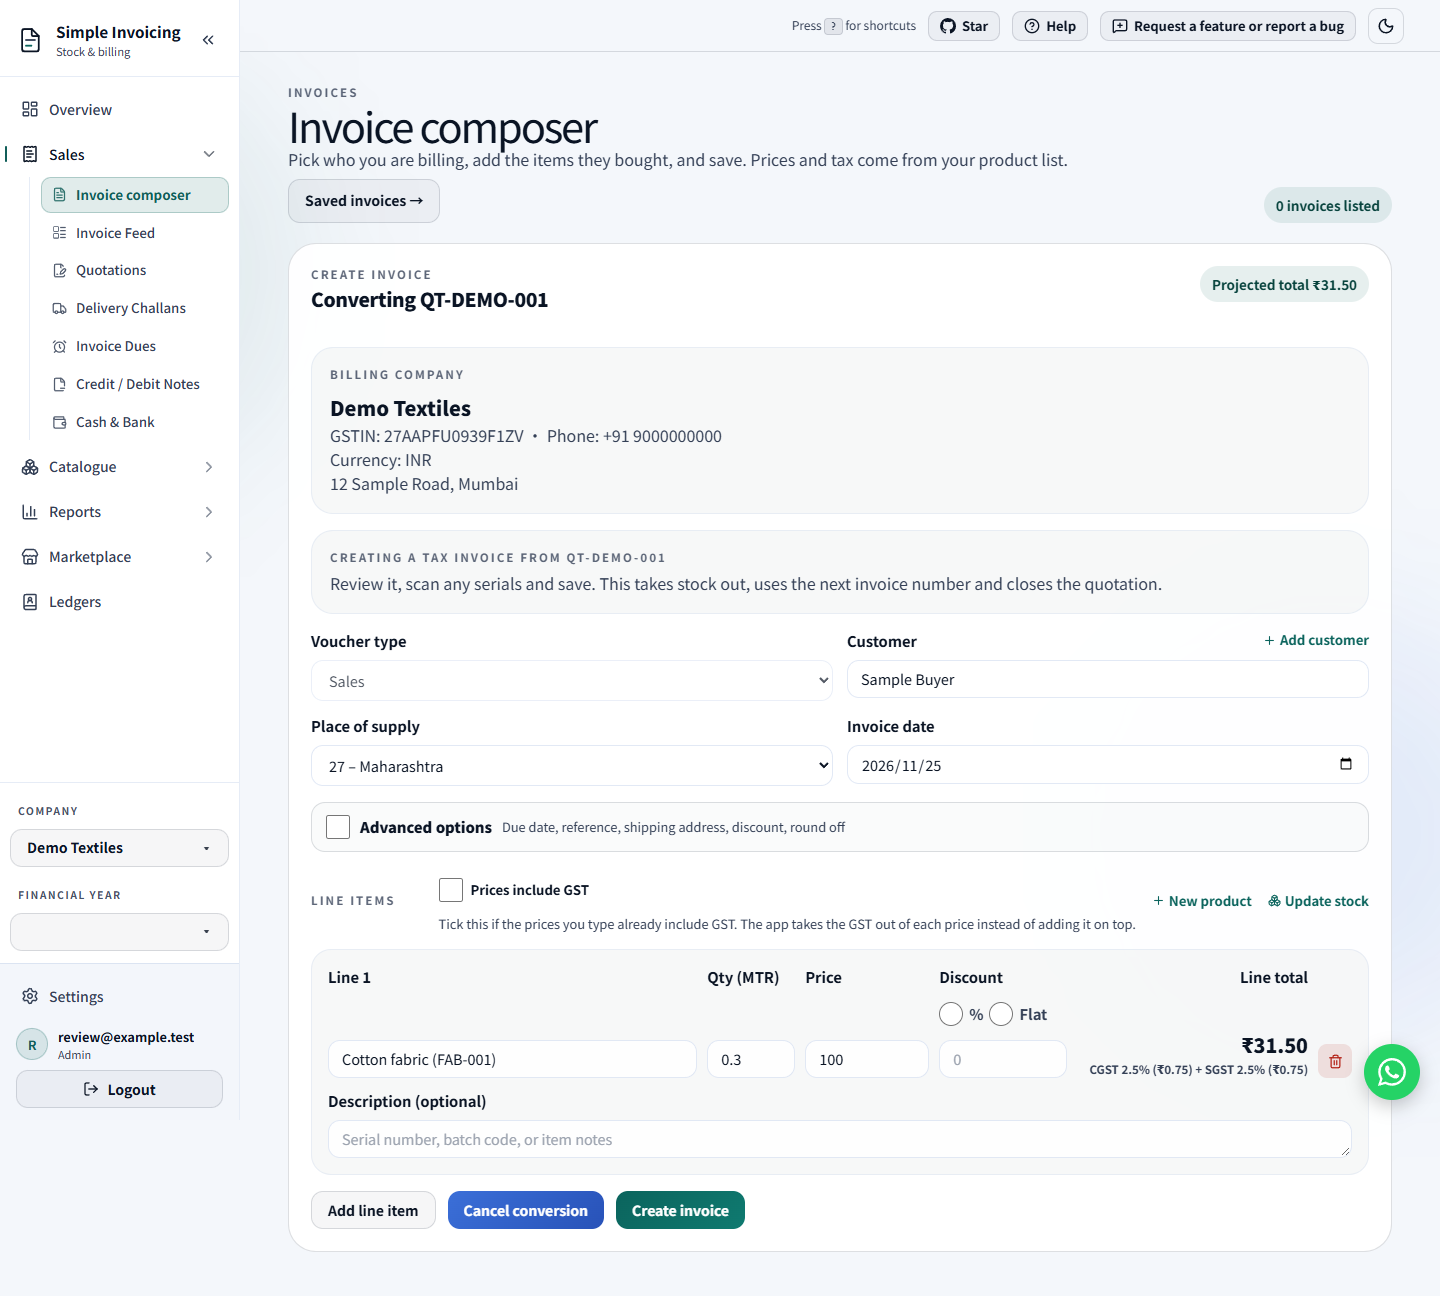 Simple Invoicing
Stock & billing
Press ? for shortcuts
Star
Help
Request a feature or report a bug
Overview
Sales
Invoice composer
Invoice Feed
Quotations
Delivery Challans
Invoice Dues
Credit / Debit Notes
Cash & Bank
Catalogue
Reports
Marketplace
Ledgers
COMPANY
Demo Textiles
FINANCIAL YEAR
Settings
R
review@example.test
Admin
Logout
INVOICES
Invoice composer
Pick who you are billing, add the items they bought, and save. Prices and tax come from your product list.
Saved invoices →
0 invoices listed
CREATE INVOICE
Converting QT-DEMO-001
Projected total ₹31.50
BILLING COMPANY
Demo Textiles
GSTIN: 27AAPFU0939F1ZV • Phone: +91 9000000000
Currency: INR
12 Sample Road, Mumbai
CREATING A TAX INVOICE FROM QT-DEMO-001
Review it, scan any serials and save. This takes stock out, uses the next invoice number and closes the quotation.
Voucher type
Sales
Customer
+ Add customer
Sample Buyer
Place of supply
27 – Maharashtra
Invoice date
2026/11/25
Advanced options Due date, reference, shipping address, discount, round off
LINE ITEMS
Prices include GST
Tick this if the prices you type already include GST. The app takes the GST out of each price instead of adding it on top.
+ New product
Update stock
Line 1
Qty (MTR)
Price
Discount
Line total
% Flat
Cotton fabric (FAB-001)
0.3
100
0
₹31.50
CGST 2.5% (₹0.75) + SGST 2.5% (₹0.75)
Description (optional)
Serial number, batch code, or item notes
Add line item
Cancel conversion
Create invoice